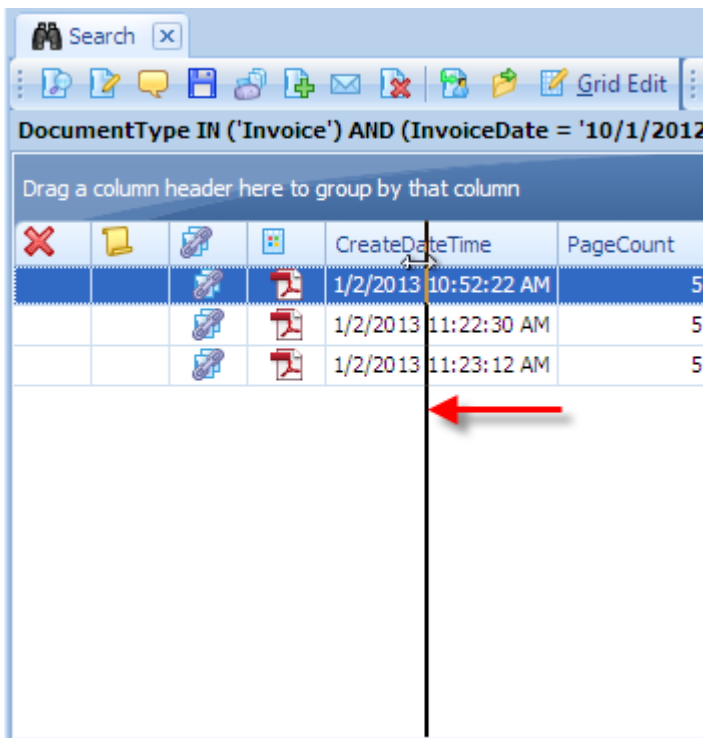 Search
Grid Edit
DocumentType IN ('Invoice') AND (InvoiceDate = '10/1/2012
Drag a column header here to group by that column
CreateDateTime PageCount
1/2/2013 10:52:22 AM 5
1/2/2013 11:22:30 AM 5
1/2/2013 11:23:12 AM 5